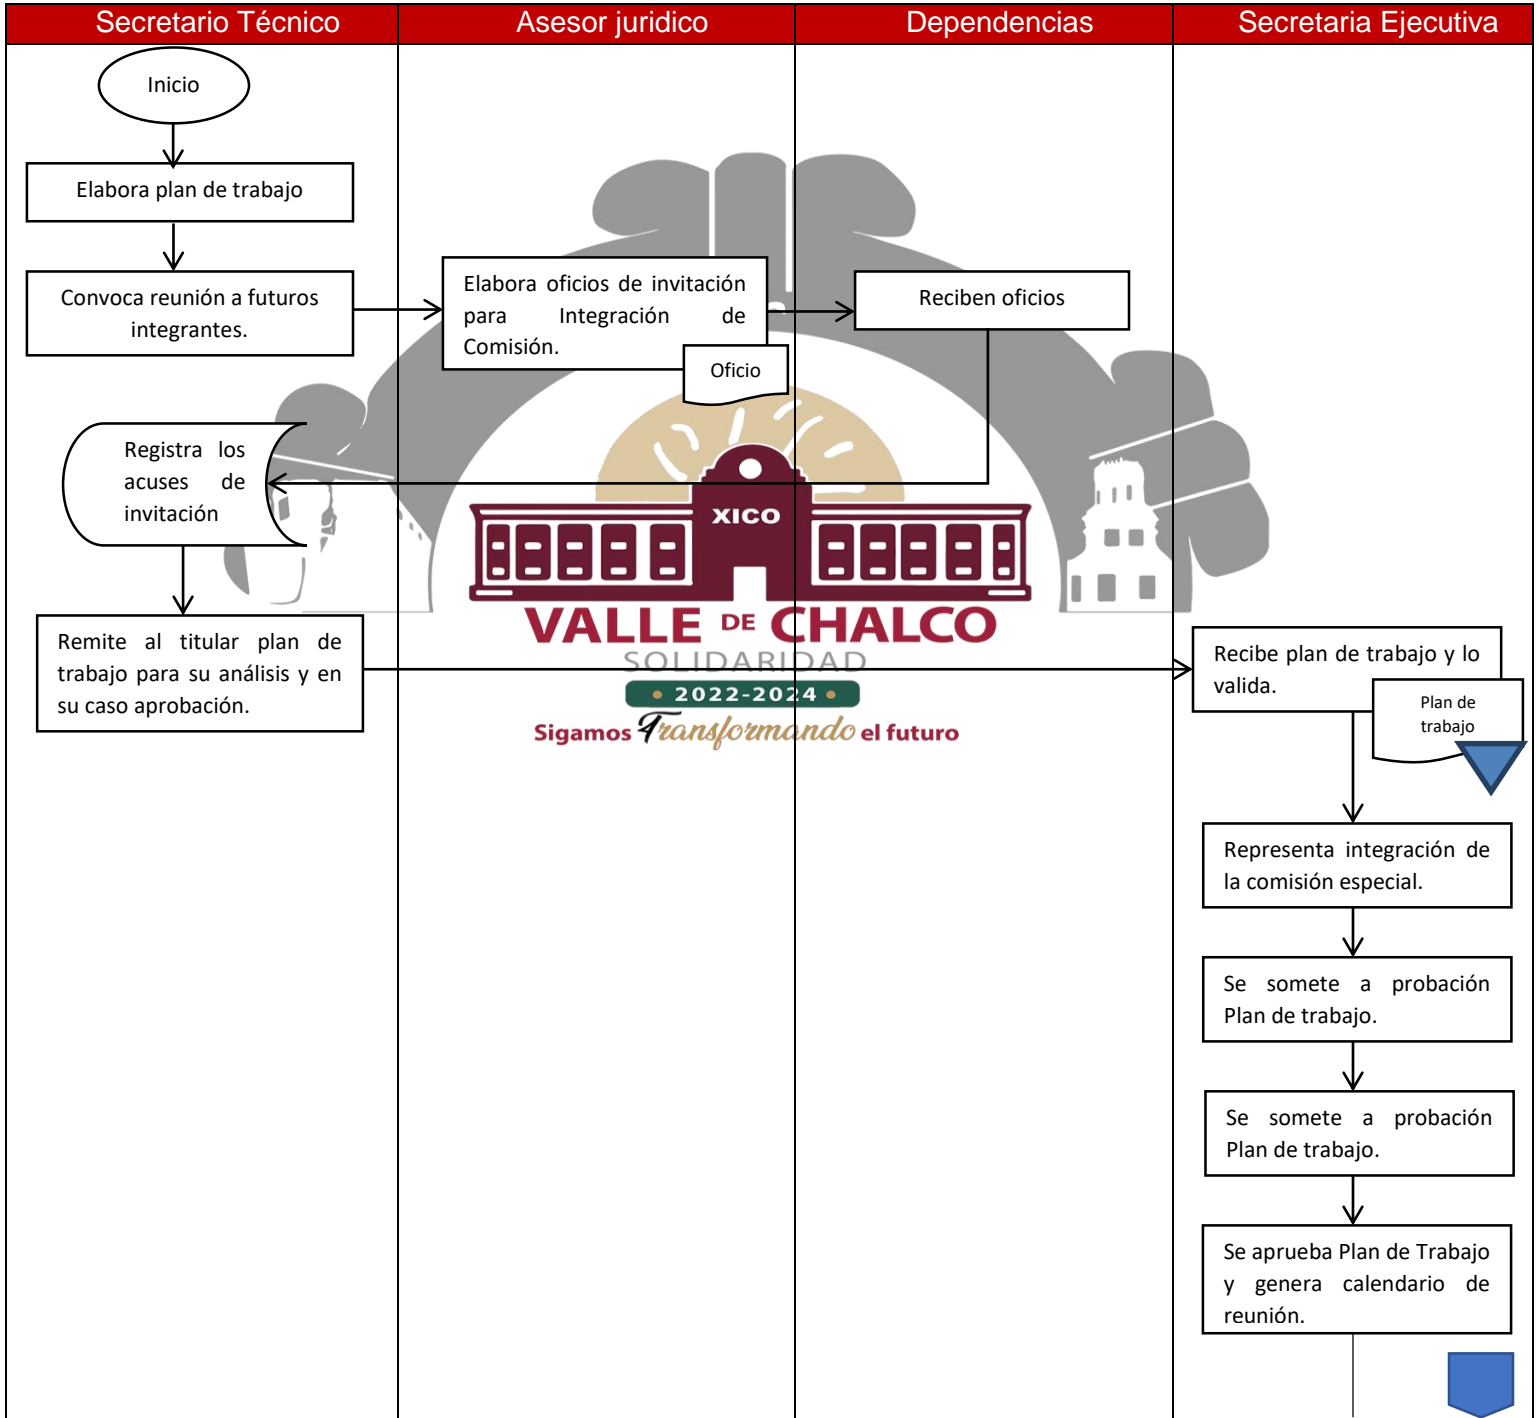 Secretario Técnico
Asesor juridico
Dependencias
Secretaria Ejecutiva
Inicio
Elabora plan de trabajo
Convoca reunión a futuros
integrantes.
Elabora oficios de invitación
para Integración de
Comisión.
Oficio
Reciben oficios
Registra los
acuses de
invitación
XICO
VALLE DE CHALCO
SOLIDARIDAD
• 2022-2024 •
Sigamos Transformando el futuro
Remite al titular plan de
trabajo para su análisis y en
su caso aprobación.
Recibe plan de trabajo y lo
valida.
Plan de
trabajo
Representa integración de
la comisión especial.
Se somete a probación
Plan de trabajo.
Se somete a probación
Plan de trabajo.
Se aprueba Plan de Trabajo
y genera calendario de
reunión.